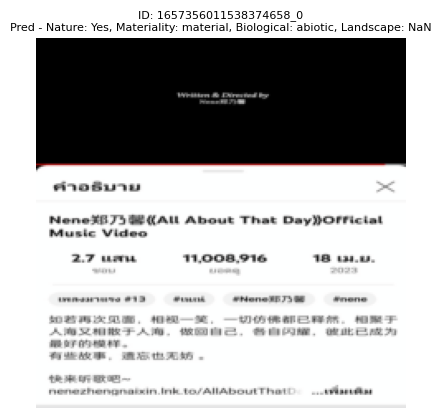 ID: 1657356011538374658_0
Pred - Nature: Yes, Materiality: material, Biological: abiotic, Landscape: NaN
Written & Directed by
Nene郑乃馨
คำอธิบาย
Nene郑乃馨《All About That Day》Official
Music Video
2.7 แสน 11,008,916 18 เม.ย.
ชอบ ยอดดู 2023
เพลงมาแรง #13 #เนเน่ #Nene郑乃馨 #nene
如若再次见面，相视一笑，一切仿佛都已释然，相聚于
人海又相散于人海，做回自己，各自闪耀，彼此已成为
最好的模样。
有些故事，遗忘也无妨 。
快来听歌吧~
nenezhengnaixin.lnk.to/AllAboutThatD ...เพิ่มเติม